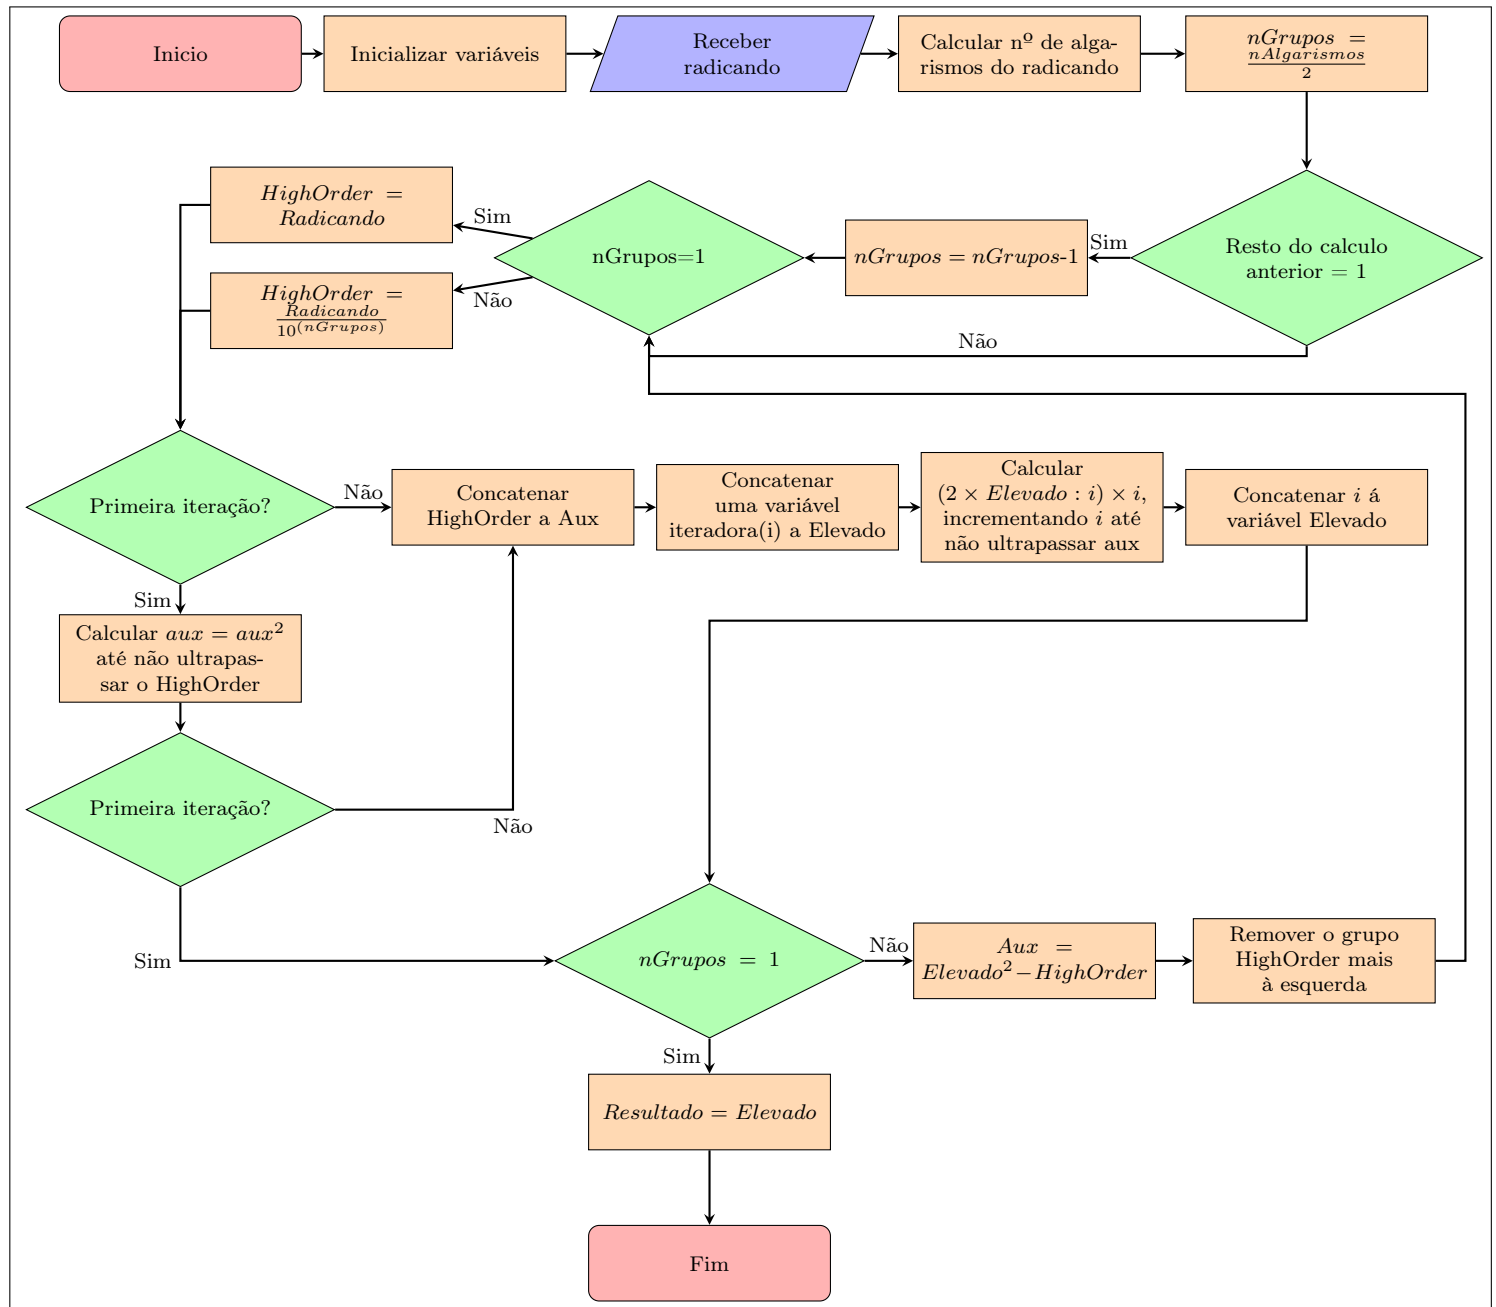 Inicio
Inicializar variáveis
Receber
radicando
Calcular nº de alga-
rismos do radicando
nGrupos =
nAlgarismos
2
HighOrder =
Radicando
Sim
nGrupos=1
nGrupos = nGrupos-1
Sim
Resto do calculo
anterior = 1
HighOrder =
Radicando
10^(nGrupos)
Não
Não
Primeira iteração?
Não
Concatenar
HighOrder a Aux
Concatenar
uma variável
iteradora(i) a Elevado
Calcular
(2 × Elevado : i) × i,
incrementando i até
não ultrapassar aux
Concatenar i á
variável Elevado
Sim
Calcular aux = aux²
até não ultrapas-
sar o HighOrder
Primeira iteração?
Não
Sim
nGrupos = 1
Não
Aux =
Elevado²−HighOrder
Remover o grupo
HighOrder mais
à esquerda
Sim
Resultado = Elevado
Fim